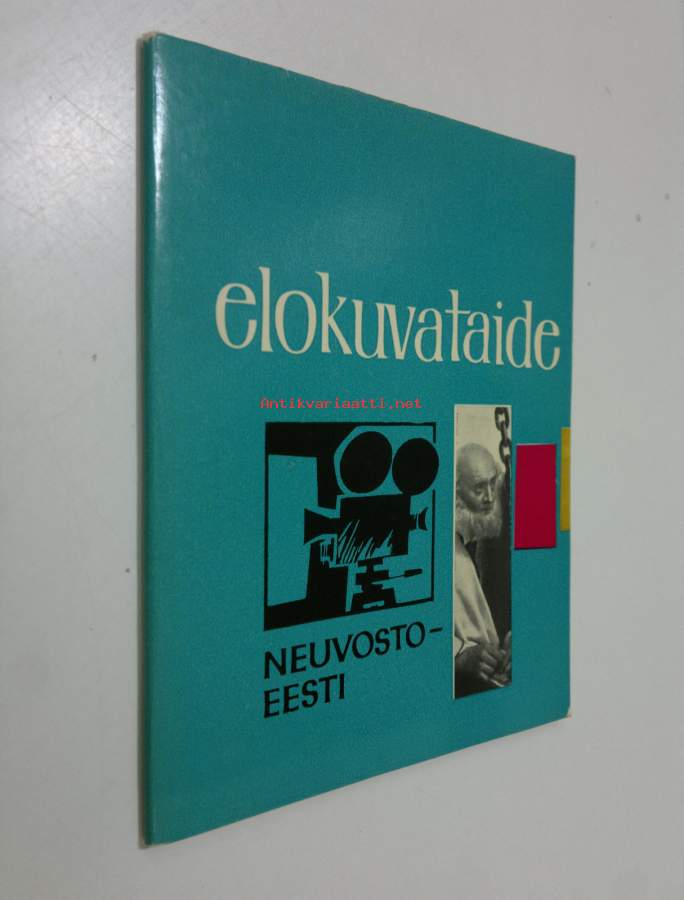 elokuvataide
Antikvariaatti.net
NEUVOSTO-
EESTI